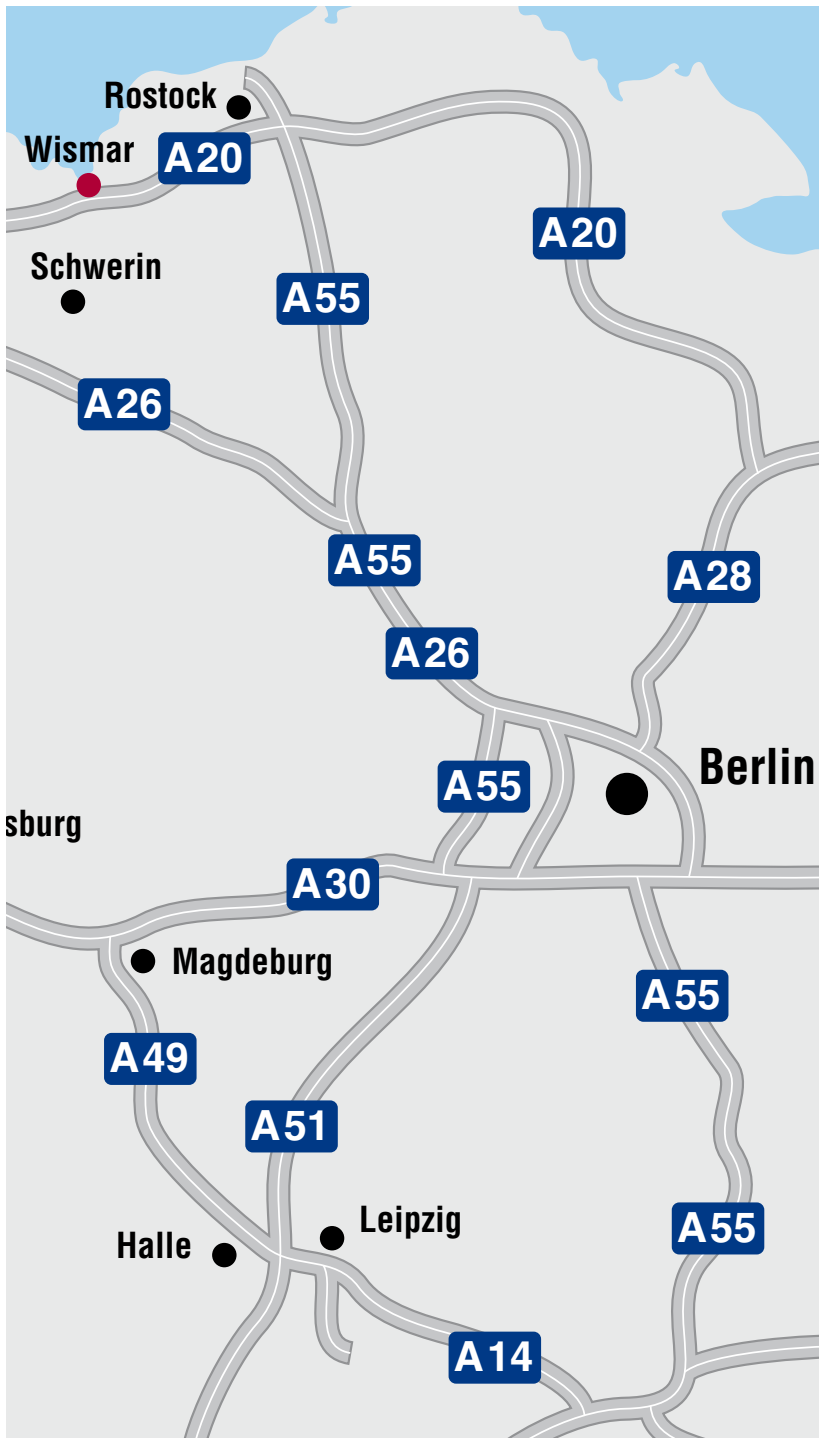 Rostock
Wismar
A20
A20
Schwerin
A55
A26
A55
A28
A26
Berlin
A55
sburg
A30
Magdeburg
A55
A49
A51
Leipzig
A55
Halle
A14